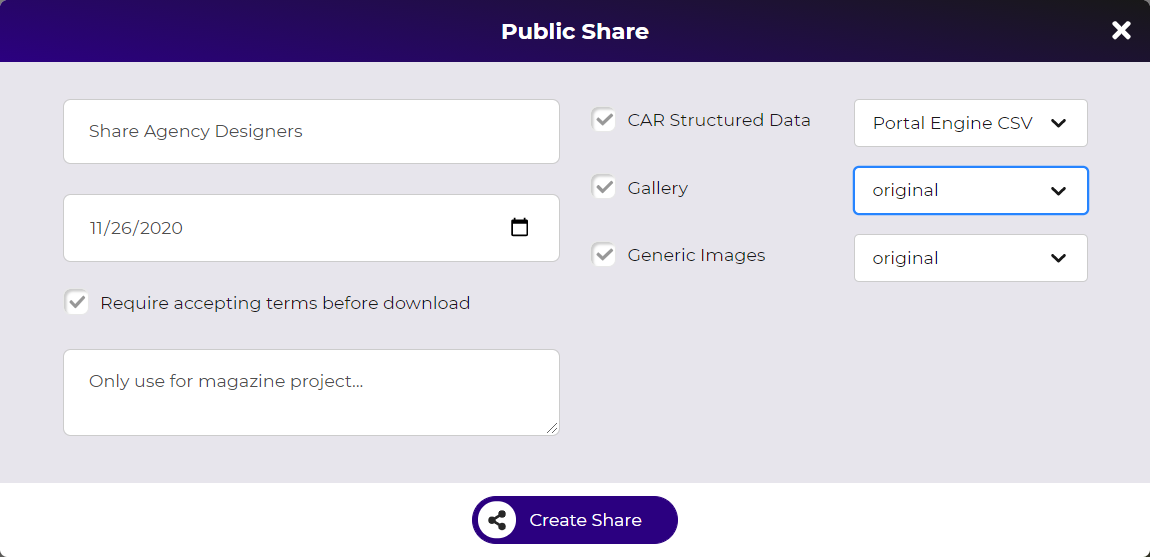 Public Share
Share Agency Designers
11/26/2020
Require accepting terms before download
Only use for magazine project...
CAR Structured Data
Portal Engine CSV
Gallery
original
Generic Images
original
Create Share